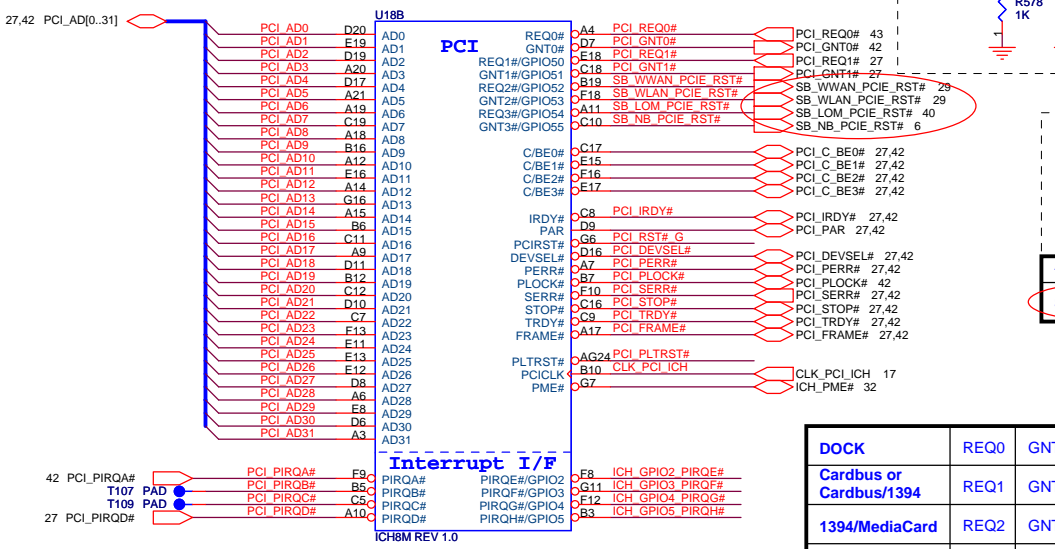 R578
1K
1
27,42 PCI_AD[0..31]
U18B
PCI
PCI_AD0 D20 AD0
PCI_AD1 E19 AD1
PCI_AD2 D19 AD2
PCI_AD3 A20 AD3
PCI_AD4 D17 AD4
PCI_AD5 A21 AD5
PCI_AD6 A19 AD6
PCI_AD7 C19 AD7
PCI_AD8 A18 AD8
PCI_AD9 B16 AD9
PCI_AD10 A12 AD10
PCI_AD11 E16 AD11
PCI_AD12 A14 AD12
PCI_AD13 G16 AD13
PCI_AD14 A15 AD14
PCI_AD15 B6 AD15
PCI_AD16 C11 AD16
PCI_AD17 A9 AD17
PCI_AD18 D11 AD18
PCI_AD19 B12 AD19
PCI_AD20 C12 AD20
PCI_AD21 D10 AD21
PCI_AD22 C7 AD22
PCI_AD23 F13 AD23
PCI_AD24 E11 AD24
PCI_AD25 E13 AD25
PCI_AD26 E12 AD26
PCI_AD27 D8 AD27
PCI_AD28 A6 AD28
PCI_AD29 E8 AD29
PCI_AD30 D6 AD30
PCI_AD31 A3 AD31
REQ0# A4 PCI_REQ0# PCI_REQ0# 43
GNT0# D7 PCI_GNT0# PCI_GNT0# 42
REQ1#/GPIO50 E18 PCI_REQ1# PCI_REQ1# 27
GNT1#/GPIO51 C18 PCI_GNT1# PCI_GNT1# 27
REQ2#/GPIO52 B19 SB_WWAN_PCIE_RST# SB_WWAN_PCIE_RST# 29
GNT2#/GPIO53 F18 SB_WLAN_PCIE_RST# SB_WLAN_PCIE_RST# 29
REQ3#/GPIO54 A11 SB_LOM_PCIE_RST# SB_LOM_PCIE_RST# 40
GNT3#/GPIO55 C10 SB_NB_PCIE_RST# SB_NB_PCIE_RST# 6
C/BE0# C17 PCI_C_BE0# 27,42
C/BE1# E15 PCI_C_BE1# 27,42
C/BE2# F16 PCI_C_BE2# 27,42
C/BE3# E17 PCI_C_BE3# 27,42
IRDY# C8 PCI_IRDY# PCI_IRDY# 27,42
PAR D9 PCI_PAR 27,42
PCIRST# G6 PCI_RST#_G
DEVSEL# D16 PCI_DEVSEL# PCI_DEVSEL# 27,42
PERR# A7 PCI_PERR# PCI_PERR# 27,42
PLOCK# B7 PCI_PLOCK# PCI_PLOCK# 42
SERR# F10 PCI_SERR# PCI_SERR# 27,42
STOP# C16 PCI_STOP# PCI_STOP# 27,42
TRDY# C9 PCI_TRDY# PCI_TRDY# 27,42
FRAME# A17 PCI_FRAME# PCI_FRAME# 27,42
PLTRST# AG24 PCI_PLTRST#
PCICLK B10 CLK_PCI_ICH CLK_PCI_ICH 17
PME# G7 ICH_PME# 32
Interrupt I/F
42 PCI_PIRQA# PCI_PIRQA# F9 PIRQA#
T107 PAD PCI_PIRQB# B5 PIRQB#
T109 PAD PCI_PIRQC# C5 PIRQC#
27 PCI_PIRQD# PCI_PIRQD# A10 PIRQD#
PIRQE#/GPIO2 F8 ICH_GPIO2_PIRQE#
PIRQF#/GPIO3 G11 ICH_GPIO3_PIRQF#
PIRQG#/GPIO4 F12 ICH_GPIO4_PIRQG#
PIRQH#/GPIO5 B3 ICH_GPIO5_PIRQH#
ICH8M REV 1.0
DOCK REQ0 GNT
Cardbus or
Cardbus/1394 REQ1 GNT
1394/MediaCard REQ2 GNT